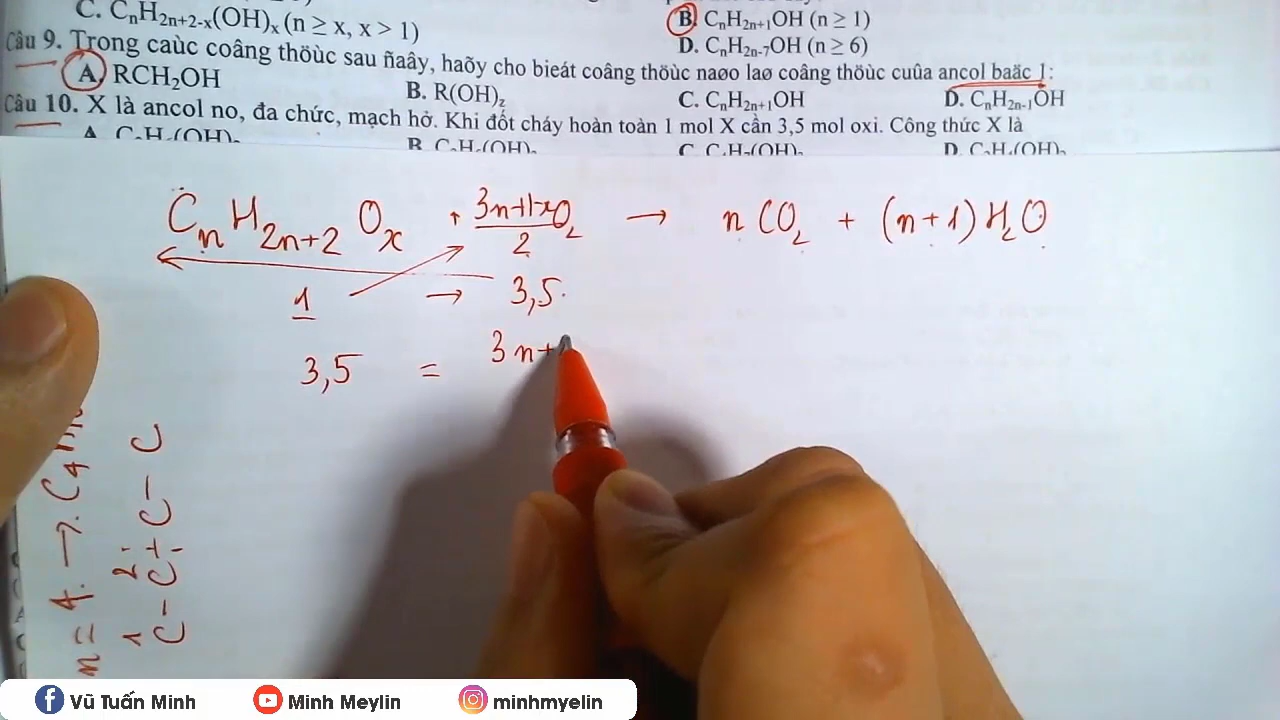 C. CₙH₂ₙ₊₂₋ₓ(OH)ₓ (n ≥ x, x > 1)
B. CₙH₂ₙ₊₁OH (n ≥ 1)
D. CₙH₂ₙ₋₇OH (n ≥ 6)
Câu 9. Trong caùc coâng thöùc sau ñaây, haõy cho bieát coâng thöùc naøo laø coâng thöùc cuûa ancol baäc 1:
A. RCH₂OH B. R(OH)z C. CₙH₂ₙ₊₁OH D. CₙH₂ₙ₋₁OH
Câu 10. X là ancol no, đa chức, mạch hở. Khi đốt cháy hoàn toàn 1 mol X cần 3,5 mol oxi. Công thức X là
CₙH₂ₙ₊₂Oₓ + (3n+1-x)/2 O₂ → nCO₂ + (n+1)H₂O
1 → 3,5
3,5 = 3n+
n = 4. →
1 2
C - C + C - C
Vũ Tuấn Minh Minh Meylin minhmyelin